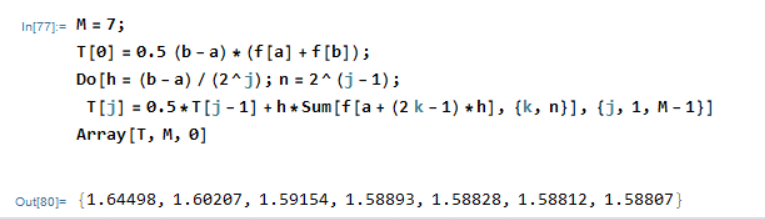 In[77]:= M = 7;
T[0] = 0.5 (b - a) * (f[a] + f[b]);
Do[h = (b - a) / (2^j); n = 2^ (j - 1);
T[j] = 0.5*T[j - 1] + h*Sum[f[a + (2 k - 1) *h], {k, n}], {j, 1, M - 1}]
Array[T, M, 0]
Out[80]= {1.64498, 1.60207, 1.59154, 1.58893, 1.58828, 1.58812, 1.58807}